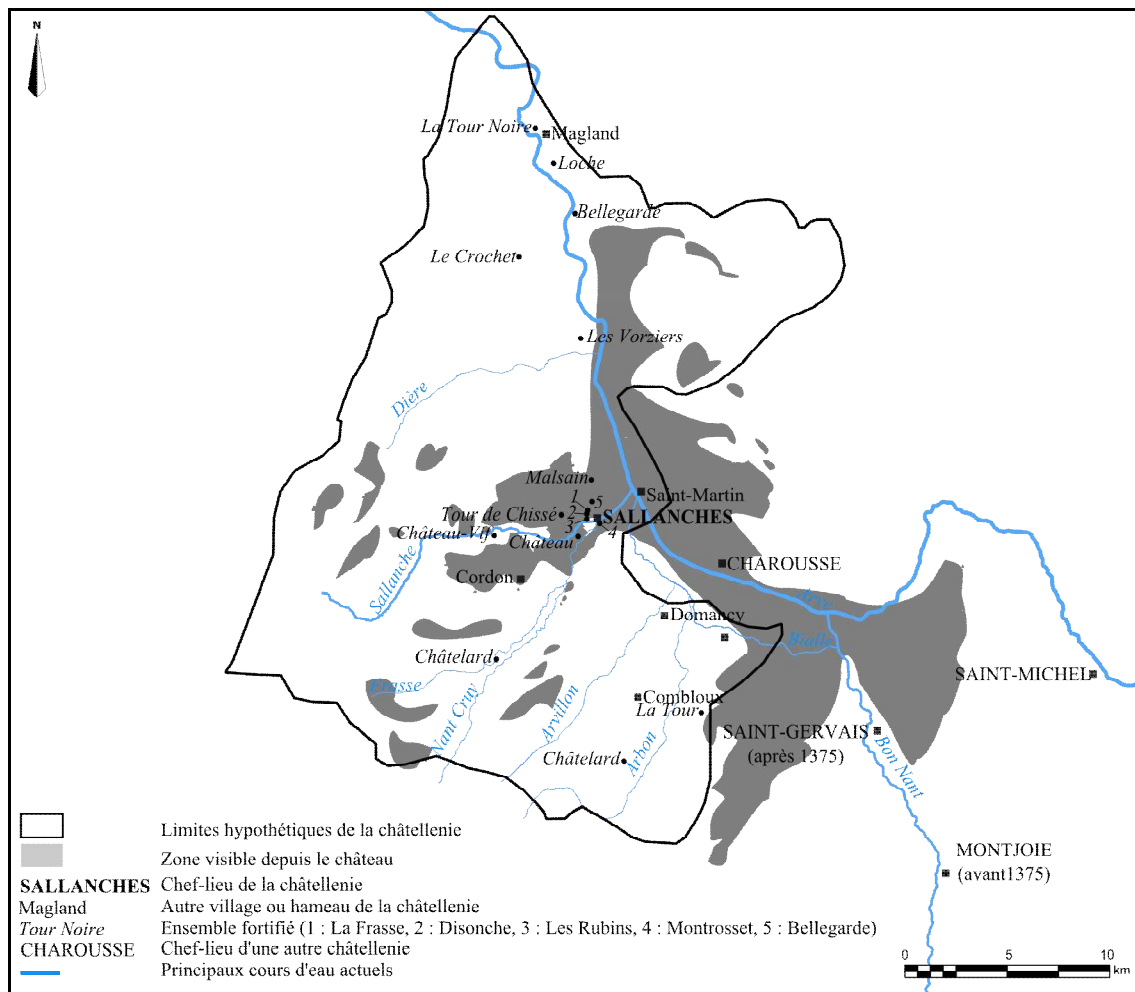 N
La Tour Noire
Magland
Loche
Bellegarde
Le Crochet
Les Vorziers
Dière
Malsain
1
5
Tour de Chissé
2
SALLANCHES
Saint-Martin
3
4
Château-Vif
Chateau
Sallanche
Cordon
CHAROUSSE
Arve
Domancy
Bialle
Châtelard
SAINT-MICHEL
Frasse
Combloux
La Tour
Nant Cruy
Arvillon
Arbon
SAINT-GERVAIS
(après 1375)
Bon Nant
Châtelard
MONTJOIE
(avant1375)
Limites hypothétiques de la châtellenie
Zone visible depuis le château
SALLANCHES Chef-lieu de la châtellenie
Magland Autre village ou hameau de la châtellenie
Tour Noire Ensemble fortifié (1 : La Frasse, 2 : Disonche, 3 : Les Rubins, 4 : Montrosset, 5 : Bellegarde)
CHAROUSSE Chef-lieu d'une autre châtellenie
Principaux cours d'eau actuels
0 5 10
km